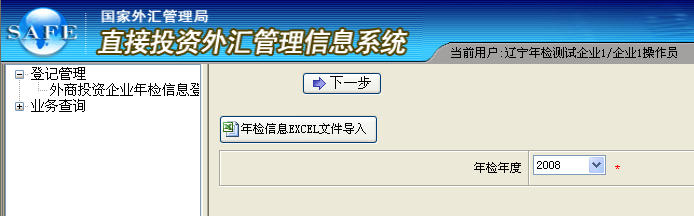 SAFE
国家外汇管理局
直接投资外汇管理信息系统
当前用户:辽宁年检测试企业1/企业1操作员
登记管理
外商投资企业年检信息登
业务查询
下一步
年检信息EXCEL文件导入
年检年度 2008 *